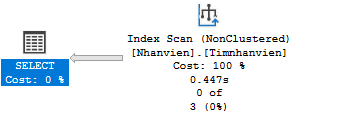 Index Scan (NonClustered)
[Nhanvien].[Timnhanvien]
Cost: 100 %
0.447s
0 of
3 (0%)
SELECT
Cost: 0 %